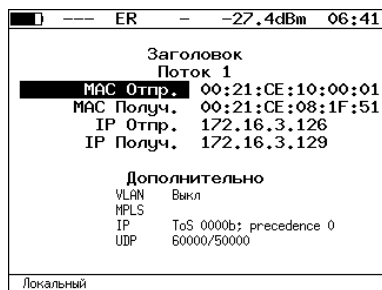 --- ER - -27.4dBm 06:41
Заголовок
Поток 1
MAC Отпр. 00:21:CE:10:00:01
MAC Получ. 00:21:CE:08:1F:51
IP Отпр. 172.16.3.126
IP Получ. 172.16.3.129
Дополнительно
VLAN Выкл
MPLS
IP ToS 0000b; precedence 0
UDP 60000/50000
Локальный